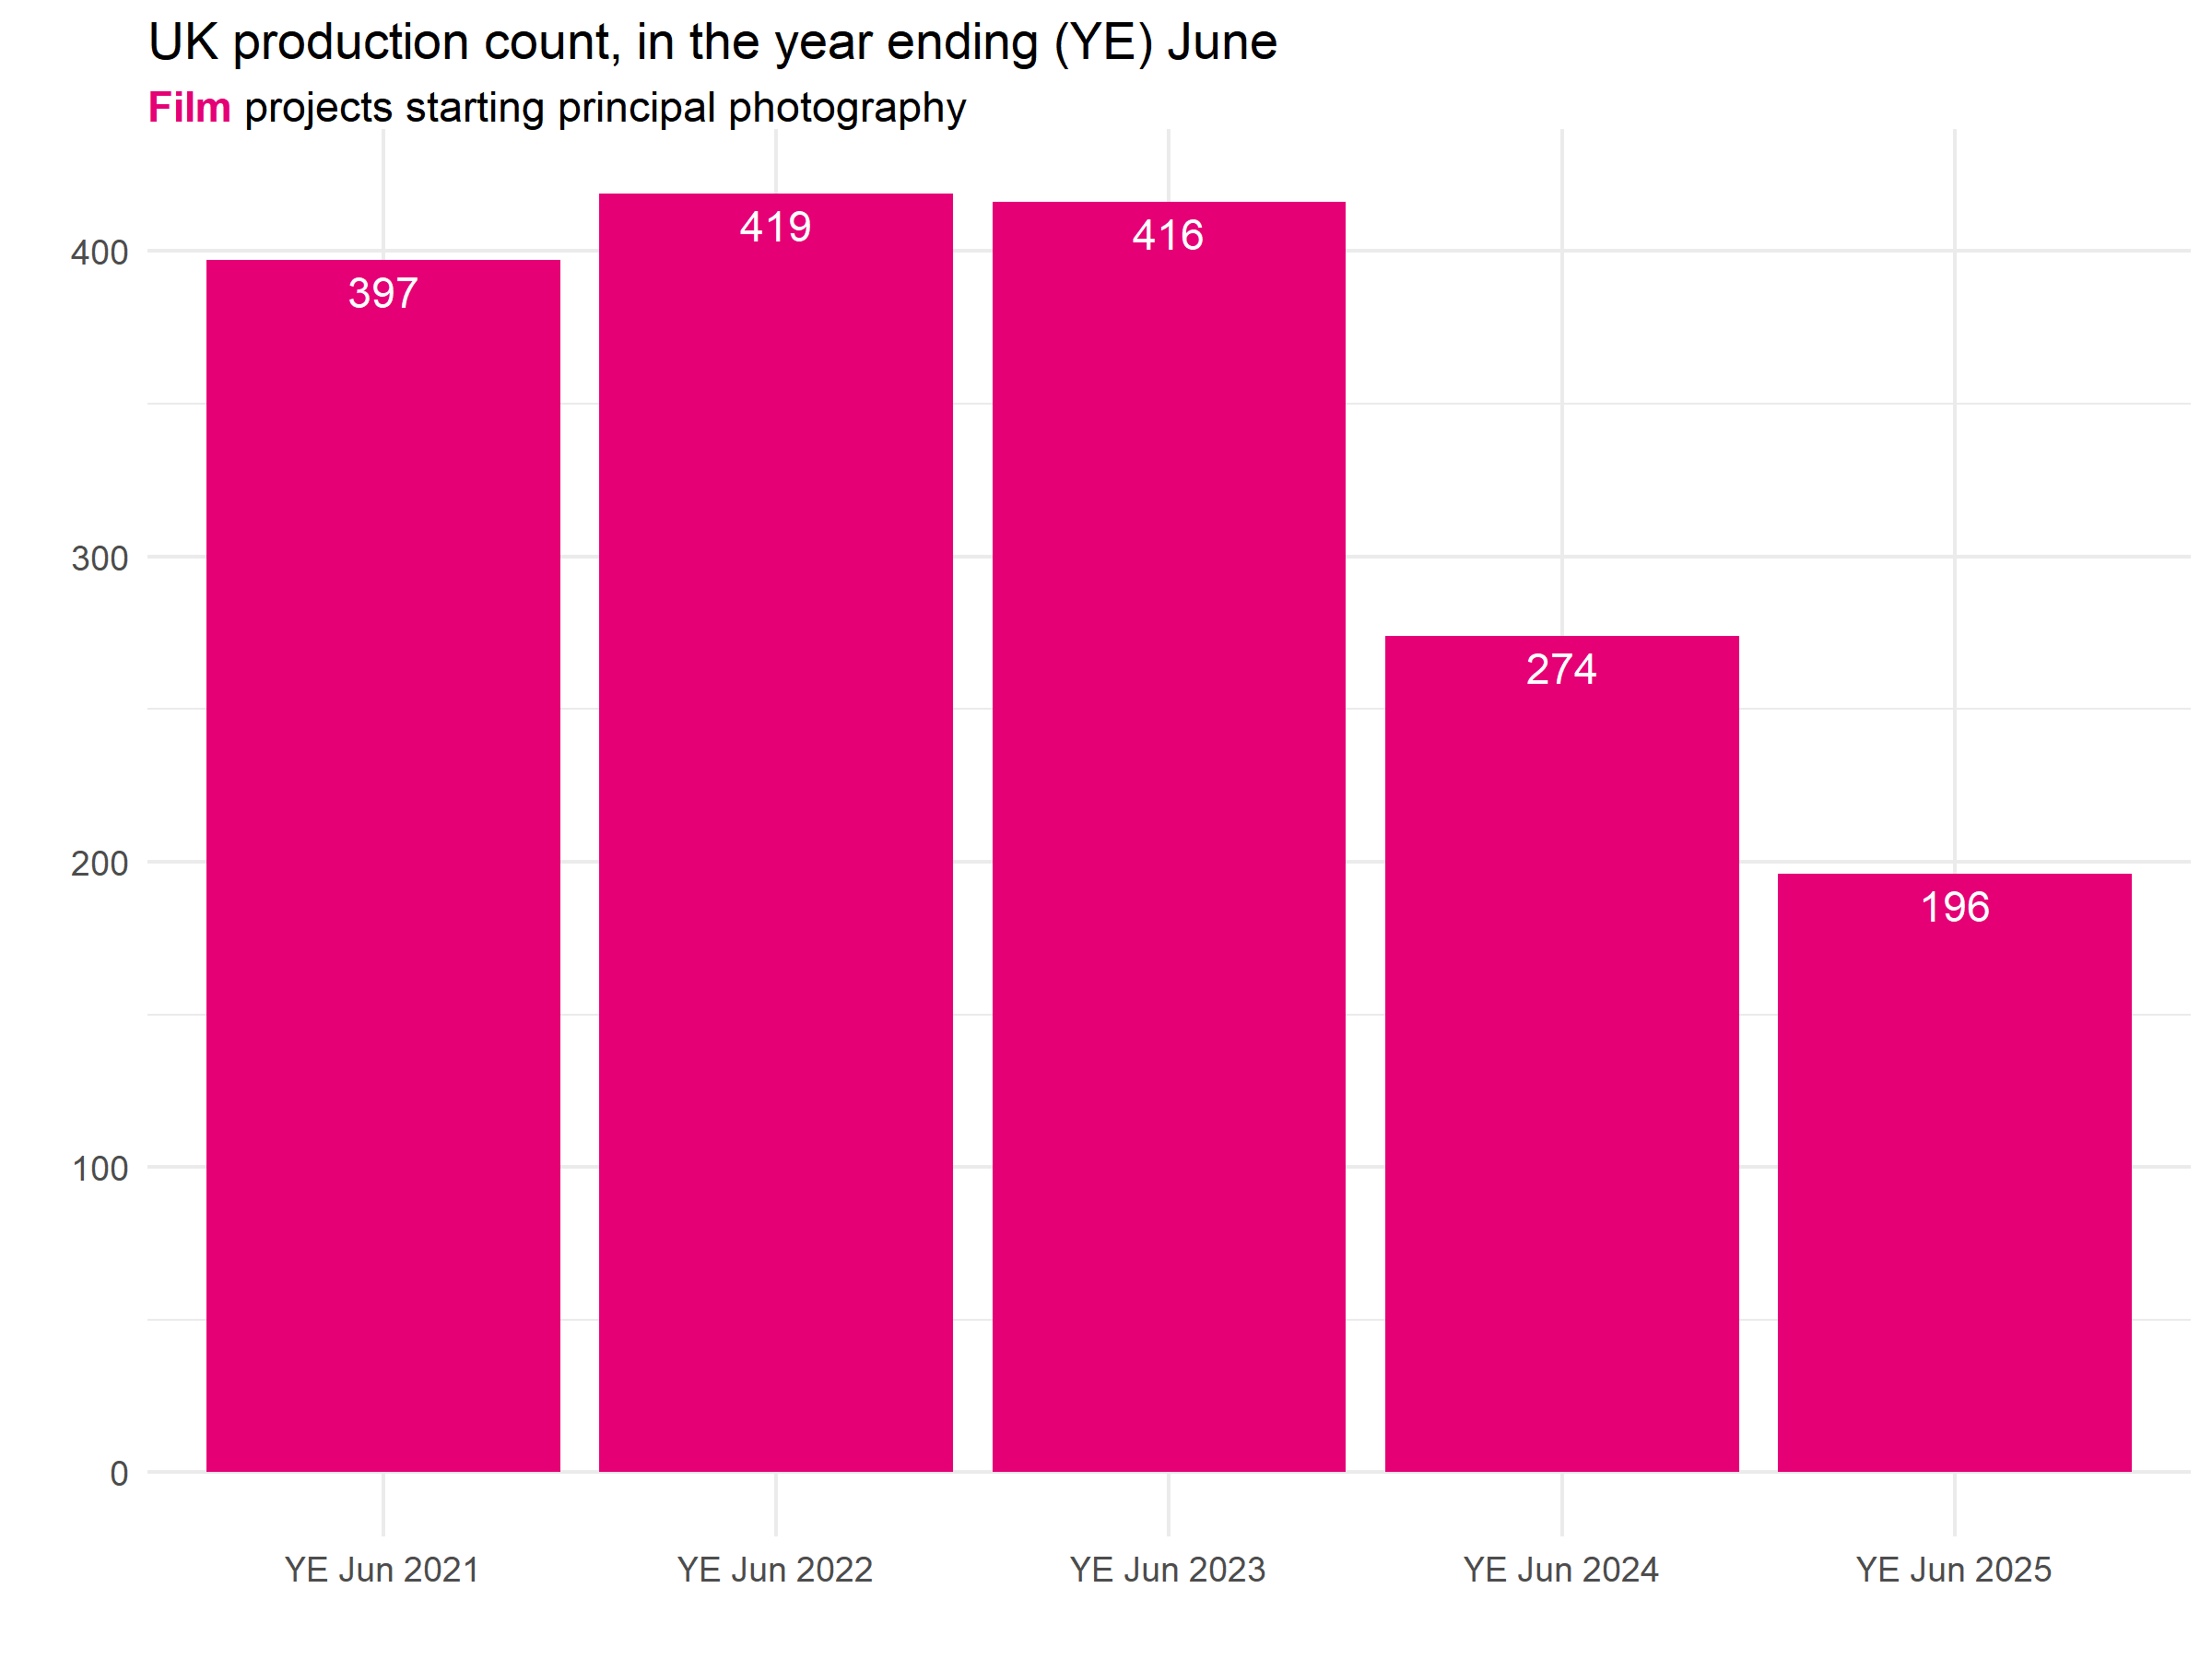 UK production count, in the year ending (YE) June
Film projects starting principal photography
400
300
200
100
0
397
419
416
274
196
YE Jun 2021
YE Jun 2022
YE Jun 2023
YE Jun 2024
YE Jun 2025